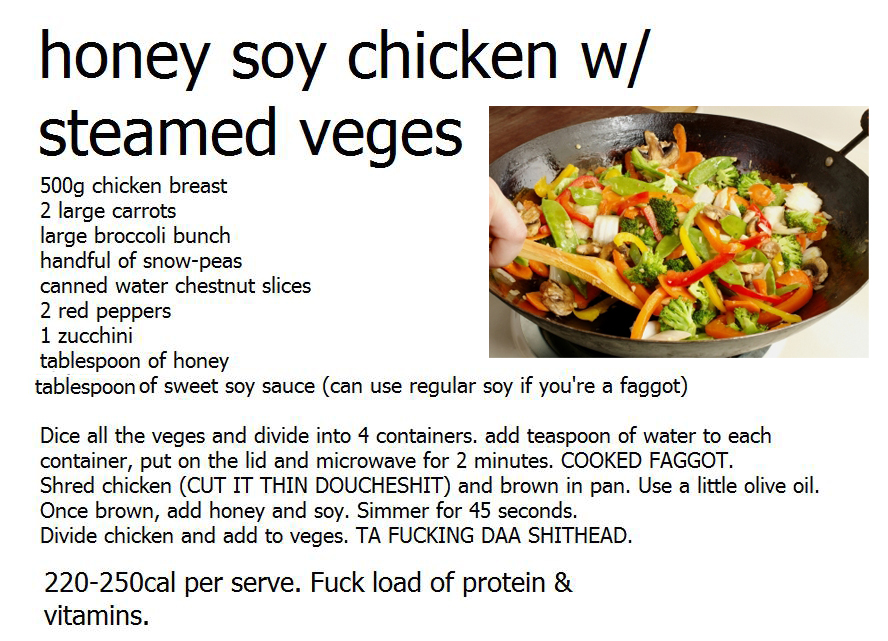 honey soy chicken w/
steamed veges
500g chicken breast
2 large carrots
large broccoli bunch
handful of snow-peas
canned water chestnut slices
2 red peppers
1 zucchini
tablespoon of honey
tablespoon of sweet soy sauce (can use regular soy if you're a faggot)
Dice all the veges and divide into 4 containers. add teaspoon of water to each
container, put on the lid and microwave for 2 minutes. COOKED FAGGOT.
Shred chicken (CUT IT THIN DOUCHESHIT) and brown in pan. Use a little olive oil.
Once brown, add honey and soy. Simmer for 45 seconds.
Divide chicken and add to veges. TA FUCKING DAA SHITHEAD.
220-250cal per serve. Fuck load of protein &
vitamins.